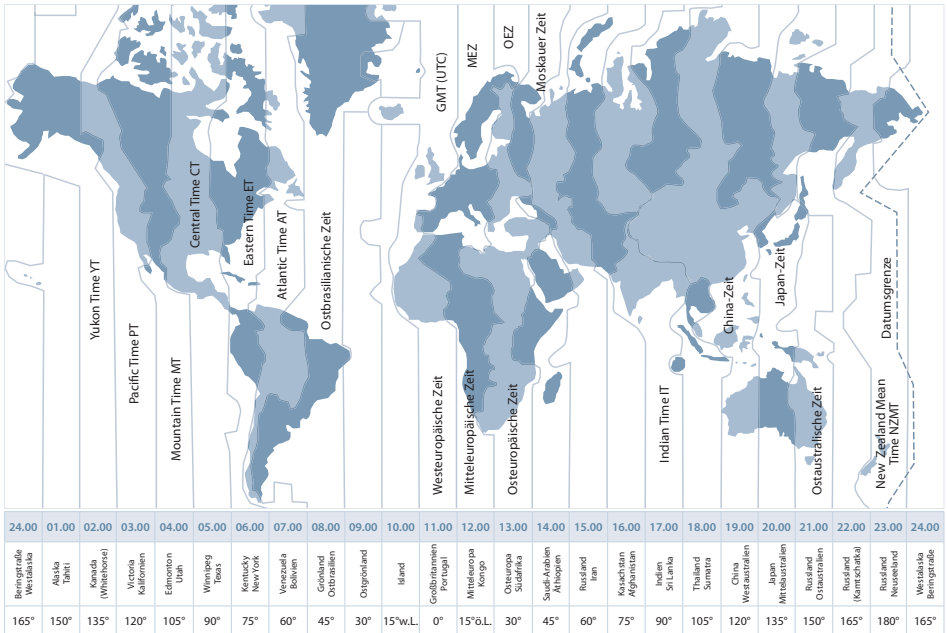 GMT (UTC)
MEZ
OEZ
Moskauer Zeit
Yukon Time YT
Pacific Time PT
Mountain Time MT
Central Time CT
Eastern Time ET
Atlantic Time AT
Ostbrasilianische Zeit
Westeuropäische Zeit
Mitteleuropäische Zeit
Osteuropäische Zeit
Indian Time IT
China-Zeit
Japan-Zeit
Ostaustralische Zeit
Datumsgrenze
New Zealand Mean
Time NZMT
24.00 01.00 02.00 03.00 04.00 05.00 06.00 07.00 08.00 09.00 10.00 11.00 12.00 13.00 14.00 15.00 16.00 17.00 18.00 19.00 20.00 21.00 22.00 23.00 24.00
Beringstraße
Westalaska
Alaska
Tahiti
Kanada
(Whitehorse)
Victoria
Kalifornien
Edmonton
Utah
Winnipeg
Texas
Kentucky
New York
Venezuela
Bolivien
Grönland
Ostbrasilien
Ostgrönland
Island
Großbritannien
Portugal
Mitteleuropa
Kongo
Osteuropa
Südafrika
Saudi-Arabien
Äthiopien
Russland
Iran
Kasachstan
Afghanistan
Indien
Sri Lanka
Thailand
Sumatra
China
Westaustralien
Japan
Mittelaustralien
Russland
Ostaustralien
Russland
(Kamtschatka)
Russland
Neuseeland
Westalaska
Beringstraße
165° 150° 135° 120° 105° 90° 75° 60° 45° 30° 15°w.L. 0° 15°ö.L. 30° 45° 60° 75° 90° 105° 120° 135° 150° 165° 180° 165°